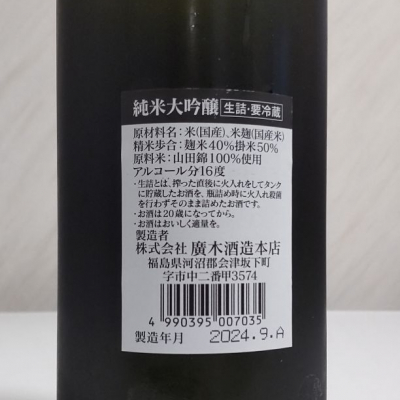 純米大吟醸 生詰・要冷蔵
原材料名：米(国産)、米麹(国産米)
精米歩合：麹米40%掛米50%
原料米：山田錦100%使用
アルコール分16度
・生詰とは、搾った直後に火入れをしてタンク
に貯蔵したお酒を、瓶詰め時に火入れ殺菌
を行わずそのまま詰めたお酒です。
・お酒は20歳になってから。
・お酒はおいしく適量を。
製造者
株式会社 廣木酒造本店
福島県河沼郡会津坂下町
字市中二番甲3574
4 990395 007035
製造年月 2024.9.A